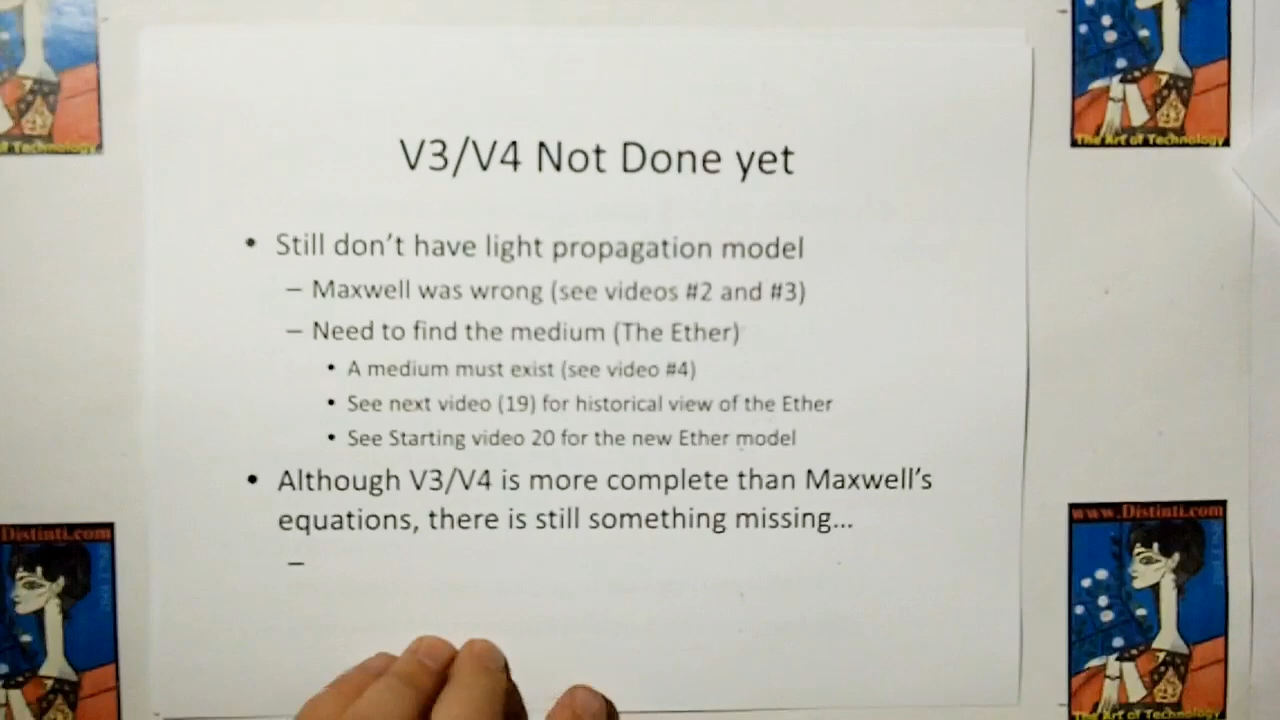 The Art of Technology
V3/V4 Not Done yet
• Still don't have light propagation model
– Maxwell was wrong (see videos #2 and #3)
– Need to find the medium (The Ether)
• A medium must exist (see video #4)
• See next video (19) for historical view of the Ether
• See Starting video 20 for the new Ether model
• Although V3/V4 is more complete than Maxwell's
equations, there is still something missing...
–
Distinti.com
www.Distinti.com
The Art of Technology